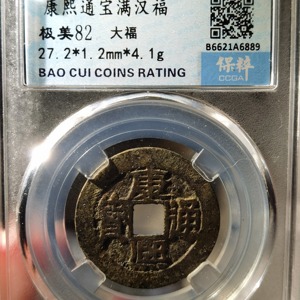 康熙通宝满汉福
极美82 大福
27.2*1.2mm*4.1g
BAO CUI COINS RATING
B6621A6889
保粹
CCGA
康熙通寳